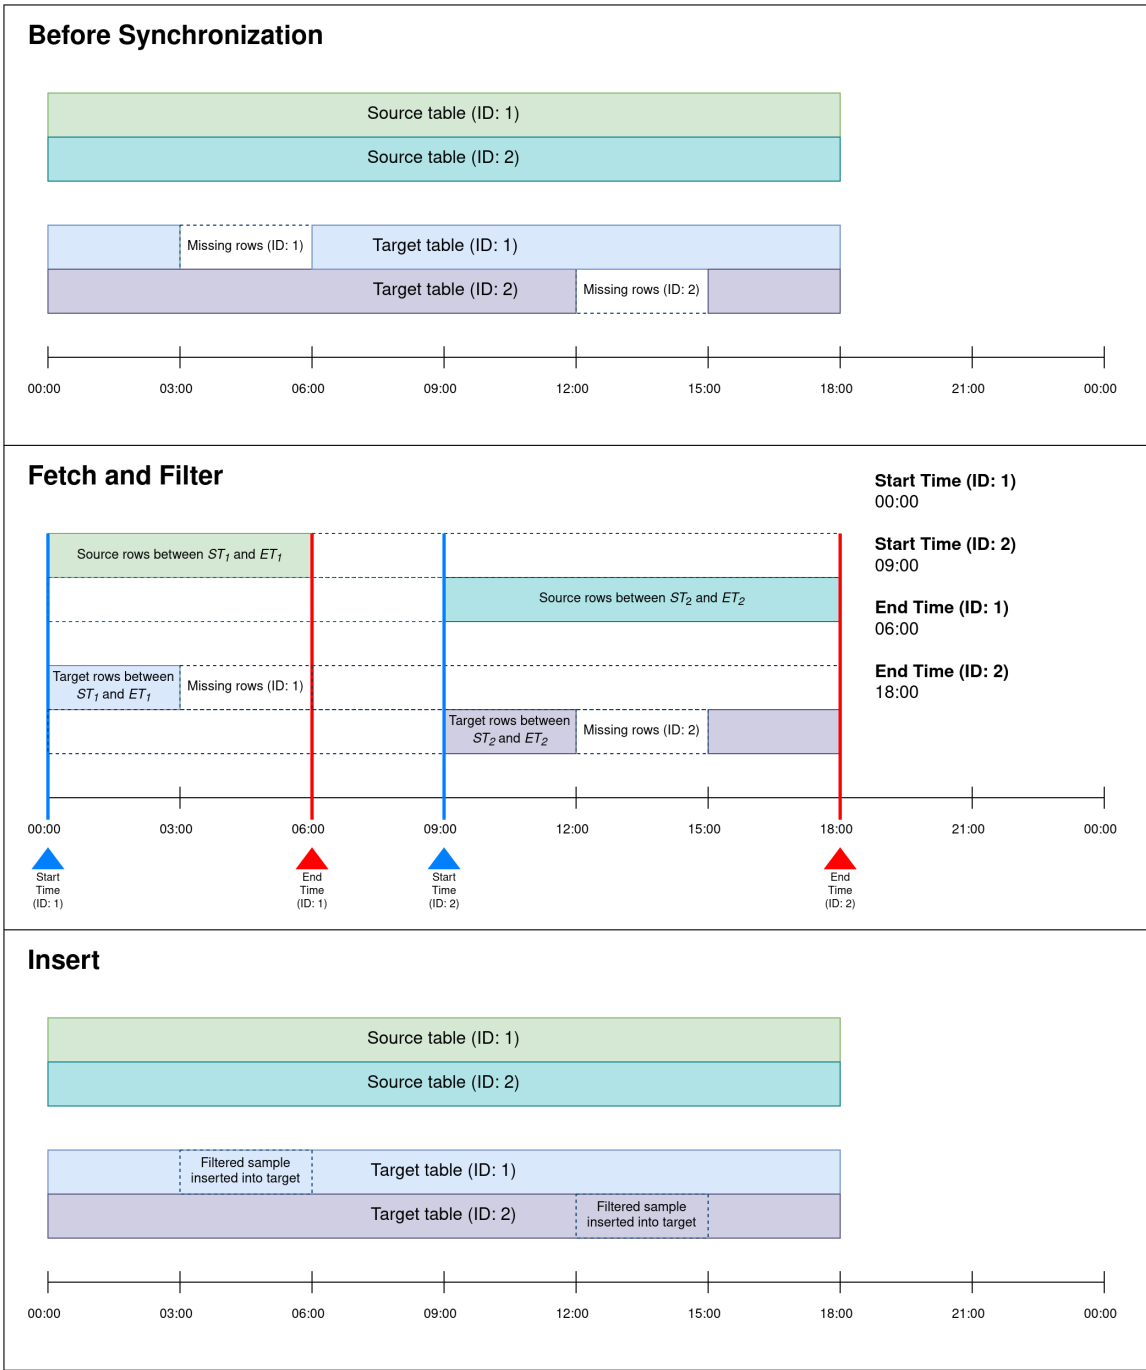 Before Synchronization
Source table (ID: 1)
Source table (ID: 2)
Missing rows (ID: 1)
Target table (ID: 1)
Target table (ID: 2)
Missing rows (ID: 2)
00:00
03:00
06:00
09:00
12:00
15:00
18:00
21:00
00:00
Fetch and Filter
Start Time (ID: 1)
00:00
Start Time (ID: 2)
09:00
End Time (ID: 1)
06:00
End Time (ID: 2)
18:00
Source rows between ST1 and ET1
Source rows between ST2 and ET2
Target rows between
ST1 and ET1
Missing rows (ID: 1)
Target rows between
ST2 and ET2
Missing rows (ID: 2)
00:00
03:00
06:00
09:00
12:00
15:00
18:00
21:00
00:00
Start
Time
(ID: 1)
End
Time
(ID: 1)
Start
Time
(ID: 2)
End
Time
(ID: 2)
Insert
Source table (ID: 1)
Source table (ID: 2)
Filtered sample
inserted into target
Target table (ID: 1)
Target table (ID: 2)
Filtered sample
inserted into target
00:00
03:00
06:00
09:00
12:00
15:00
18:00
21:00
00:00